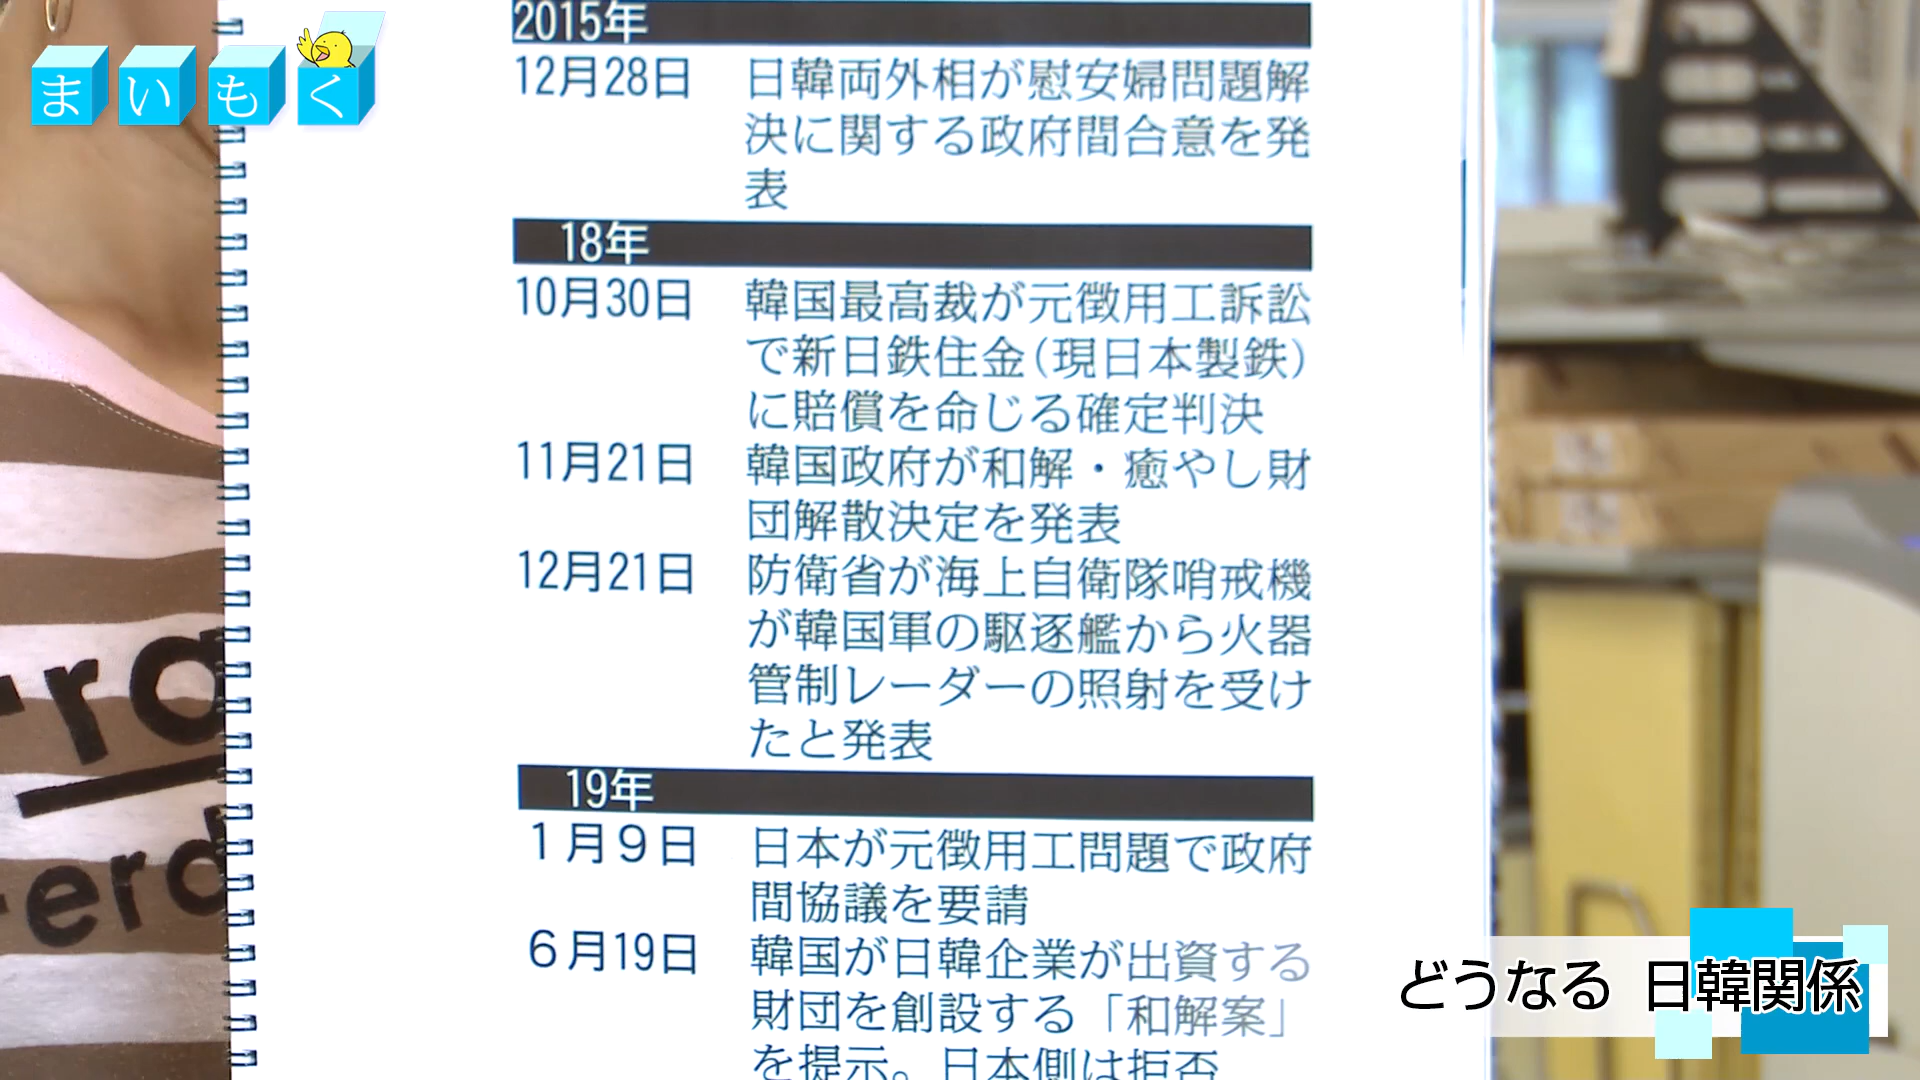 まいもく
2015年
12月28日 日韓両外相が慰安婦問題解
決に関する政府間合意を発
表
18年
10月30日 韓国最高裁が元徴用工訴訟
で新日鉄住金(現日本製鉄)
に賠償を命じる確定判決
11月21日 韓国政府が和解・癒やし財
団解散決定を発表
12月21日 防衛省が海上自衛隊哨戒機
が韓国軍の駆逐艦から火器
管制レーダーの照射を受け
たと発表
19年
1月9日 日本が元徴用工問題で政府
間協議を要請
6月19日 韓国が日韓企業が出資する
財団を創設する「和解案」
を提示。日本側は拒否
どうなる 日韓関係